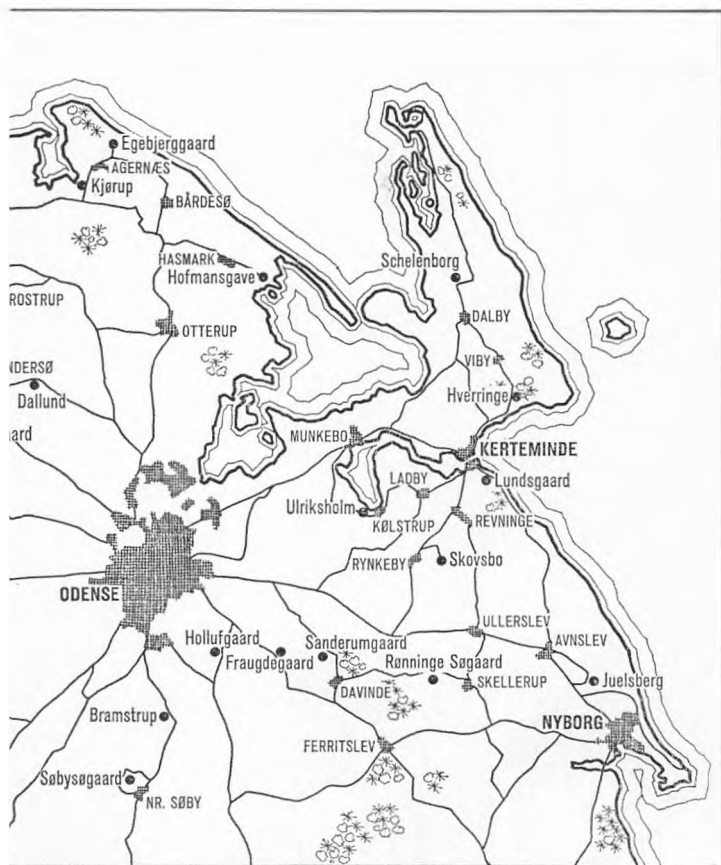 Egebjerggaard
AGERNÆS
Kjørup
BÅRDESØ
HASMARK
Hofmansgave
Schelenborg
ROSTRUP
OTTERUP
DALBY
VIBY
NDERSØ
Dallund
Hverringe
aard
MUNKEBO
KERTEMINDE
LADBY
Lundsgaard
Ulriksholm
KØLSTRUP
REVNINGE
RYNKEBY
Skovsbo
ODENSE
ULLERSLEV
Hollufgaard
Sanderumgaard
AVNSLEV
Fraugdegaard
Rønninge Søgaard
Juelsberg
DAVINDE
SKELLERUP
Bramstrup
NYBORG
FERRITSLEV
Søbysøgaard
NR. SØBY